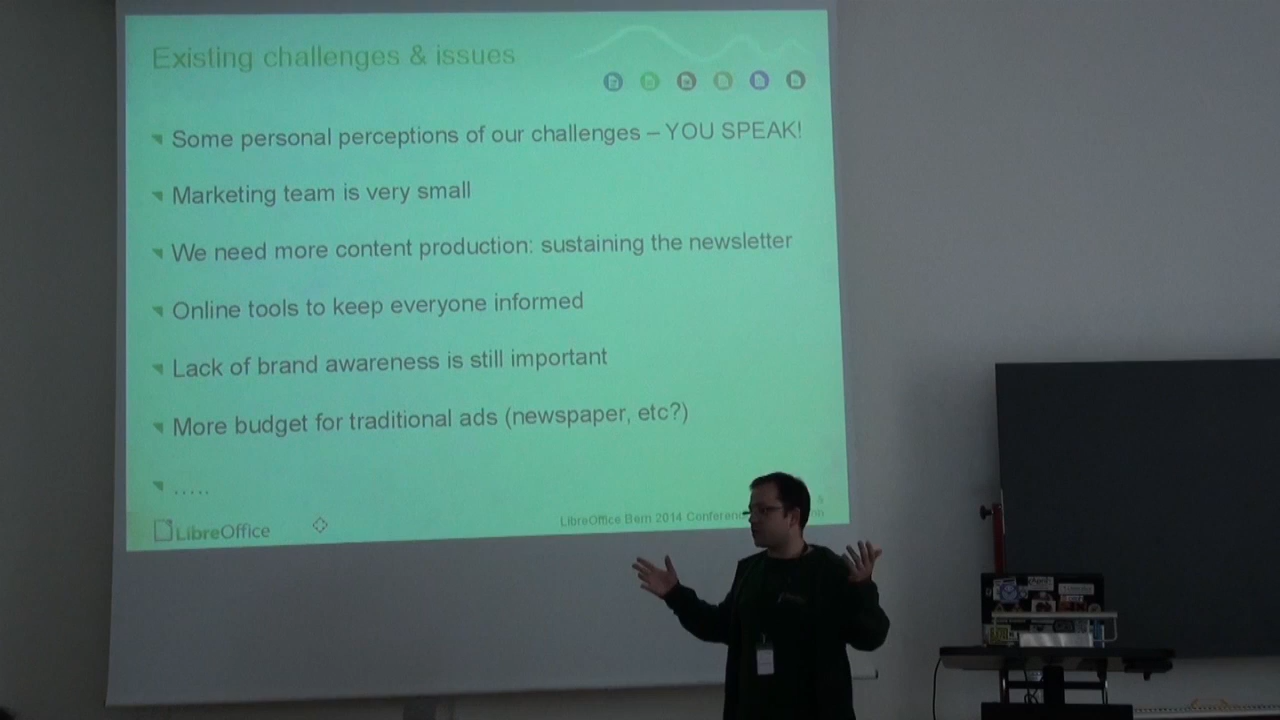 Existing challenges & issues
Some personal perceptions of our challenges – YOU SPEAK!
Marketing team is very small
We need more content production: sustaining the newsletter
Online tools to keep everyone informed
Lack of brand awareness is still important
More budget for traditional ads (newspaper, etc?)
.....
LibreOffice
LibreOffice Bern 2014